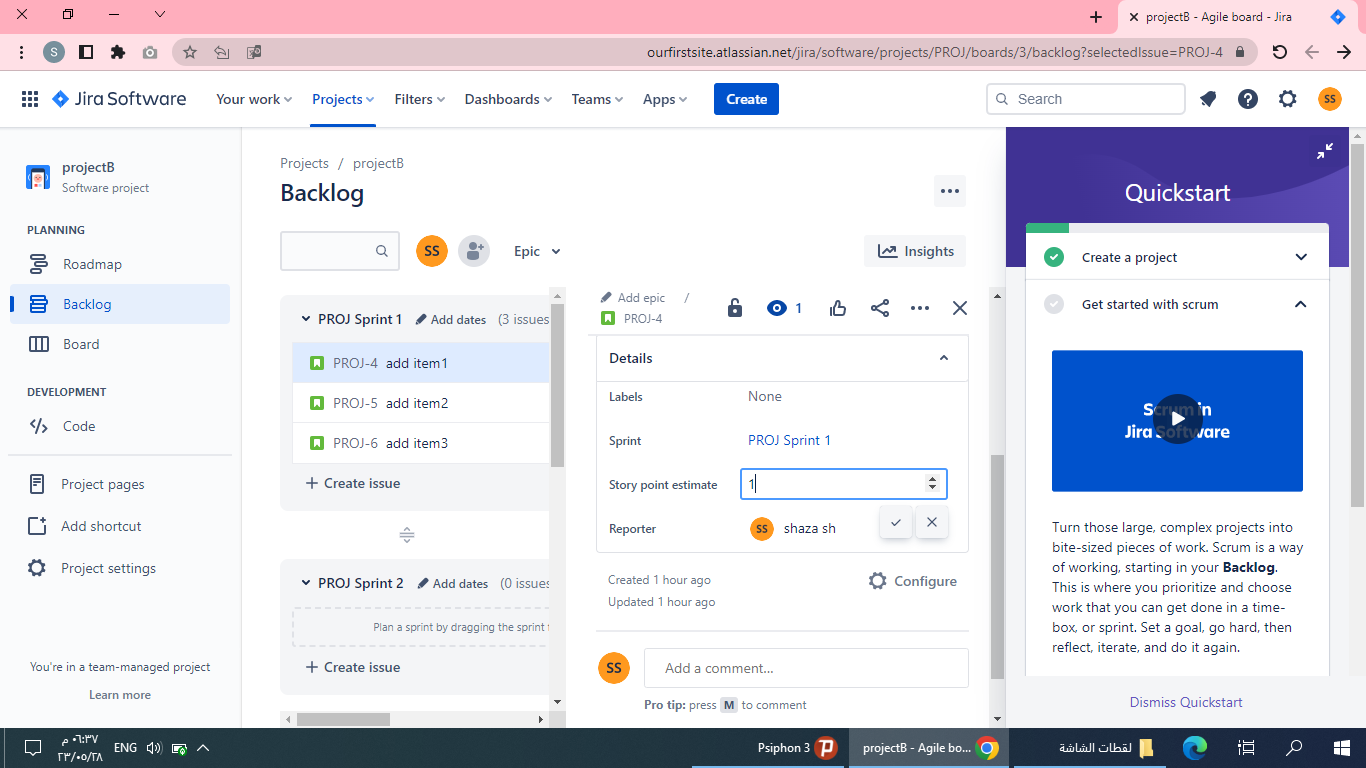 projectB - Agile board - Jira
S
ourfirstsite.atlassian.net/jira/software/projects/PROJ/boards/3/backlog?selectedIssue=PROJ-4
Jira Software
Your work
Projects
Filters
Dashboards
Teams
Apps
Create
Search
SS
projectB
Software project
PLANNING
Roadmap
Backlog
Board
DEVELOPMENT
Code
Project pages
Add shortcut
Project settings
You're in a team-managed project
Learn more
Projects / projectB
Backlog
SS
Epic
Insights
PROJ Sprint 1 Add dates (3 issues
PROJ-4 add item1
PROJ-5 add item2
PROJ-6 add item3
+ Create issue
PROJ Sprint 2 Add dates (0 issues
Plan a sprint by dragging the sprint f
+ Create issue
Add epic /
PROJ-4
1
Details
Labels None
Sprint PROJ Sprint 1
Story point estimate 1
Reporter SS shaza sh
Created 1 hour ago
Updated 1 hour ago
Configure
SS
Add a comment...
Pro tip: press M to comment
Quickstart
Create a project
Get started with scrum
Scrum in
Jira Software
Turn those large, complex projects into
bite-sized pieces of work. Scrum is a way
of working, starting in your Backlog.
This is where you prioritize and choose
work that you can get done in a time-
box, or sprint. Set a goal, go hard, then
reflect, iterate, and do it again.
Dismiss Quickstart
٠٦:٣٧ م
٢٣/٠٥/٢٨
ENG
Psiphon 3
projectB - Agile bo...
لقطات الشاشة